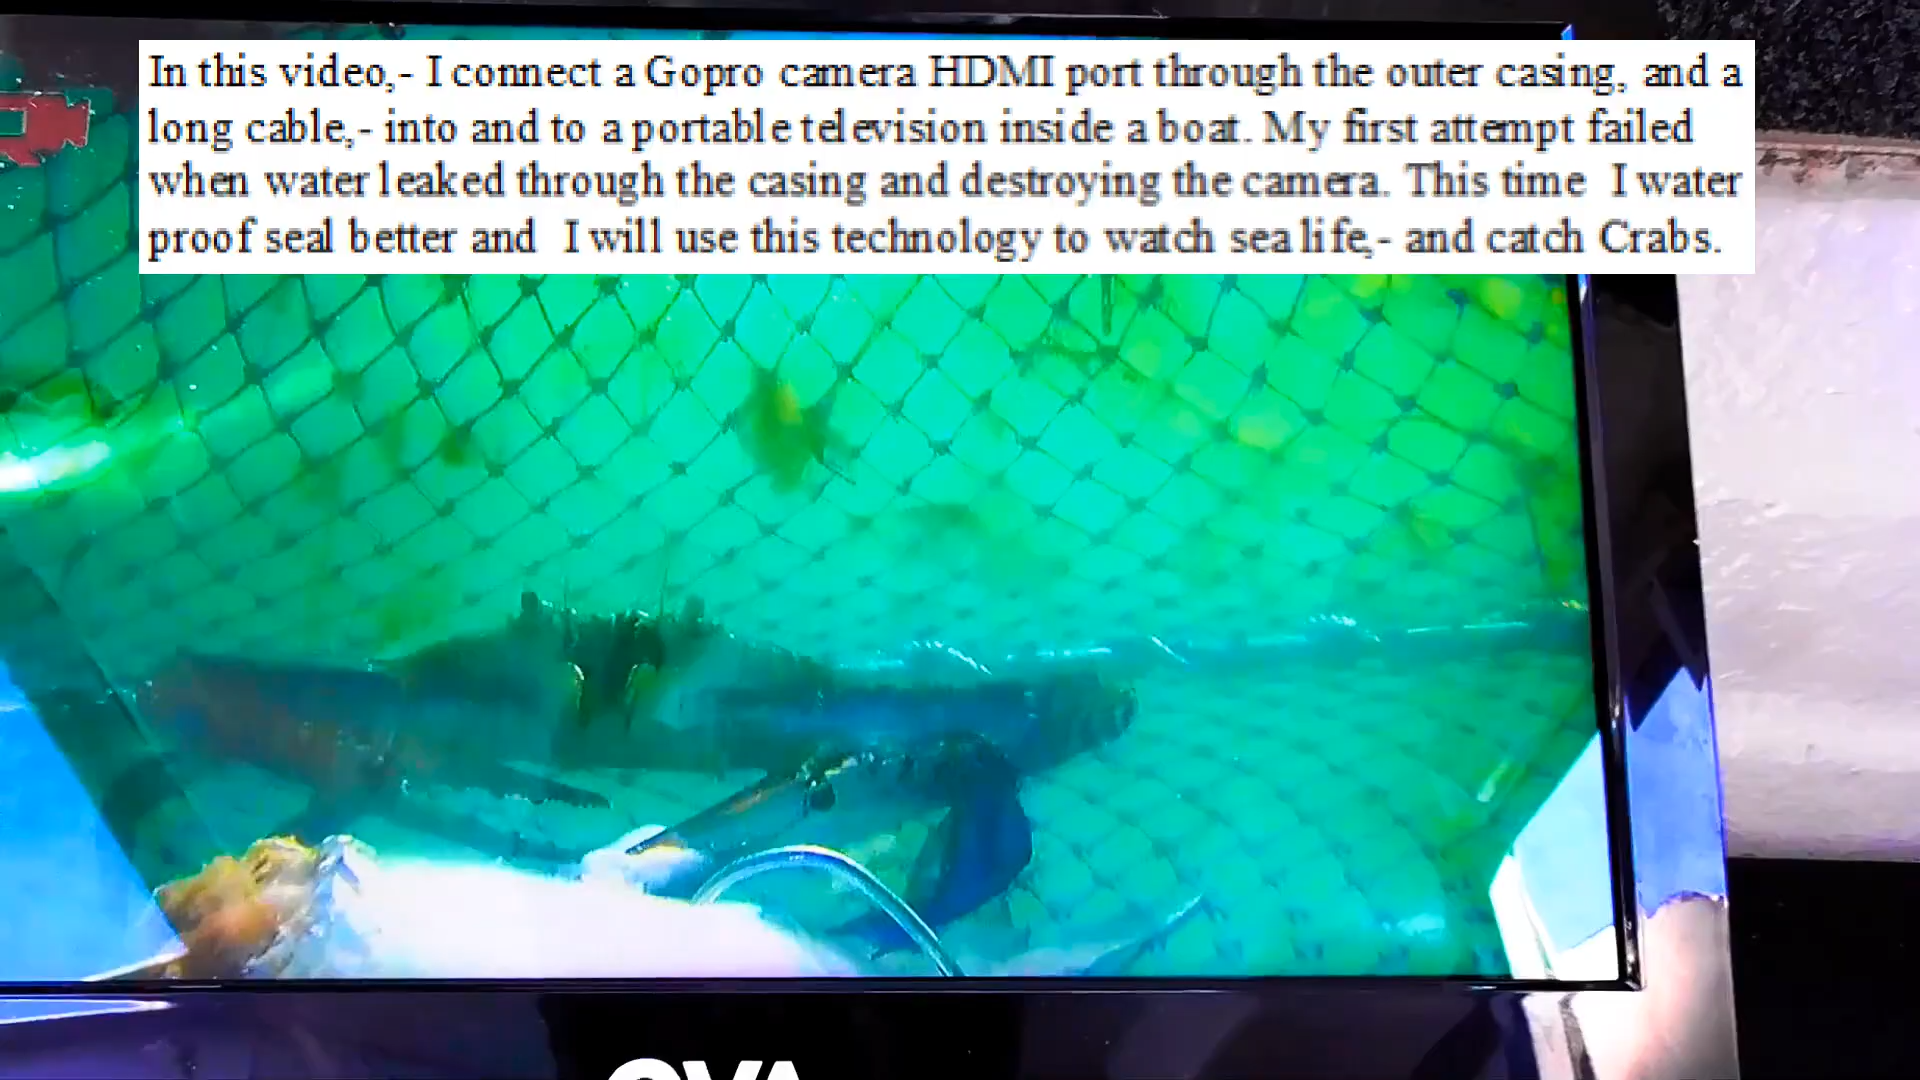 In this video,- I connect a Gopro camera HDMI port through the outer casing, and a
long cable,- into and to a portable television inside a boat. My first attempt failed
when water leaked through the casing and destroying the camera. This time I water
proof seal better and I will use this technology to watch sea life,- and catch Crabs.